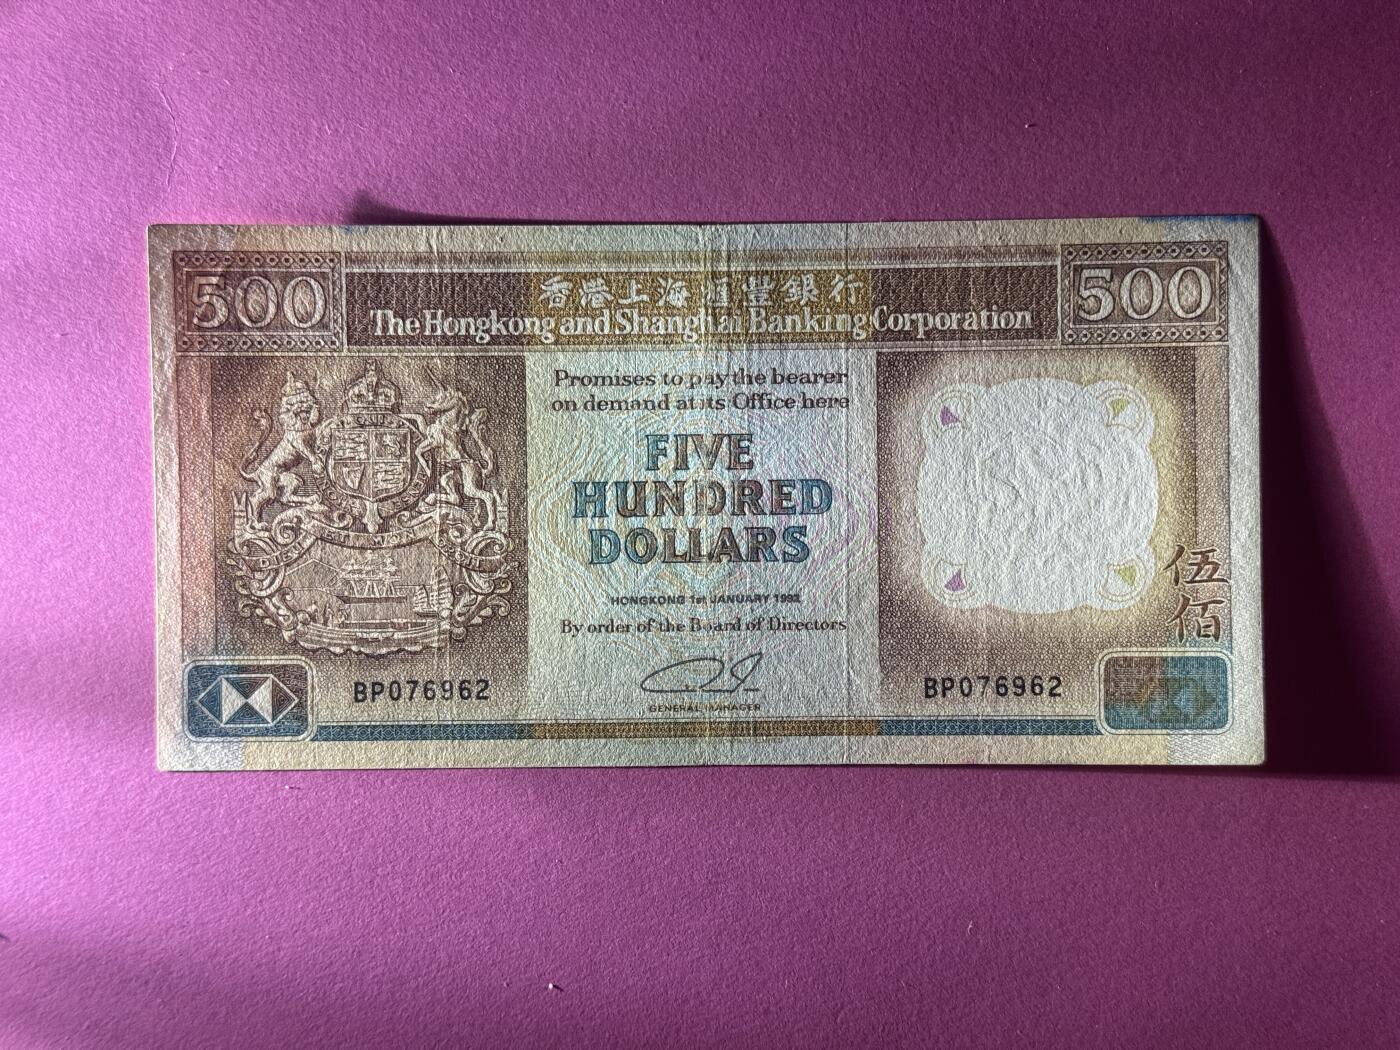 500
香港上海滙豐銀行
500
The Hongkong and Shanghai Banking Corporation
Promises to pay the bearer
on demand at its Office here
FIVE
HUNDRED
DOLLARS
HONGKONG 1st JANUARY 1992
By order of the Board of Directors
GENERAL MANAGER
伍佰
BP076962
BP076962